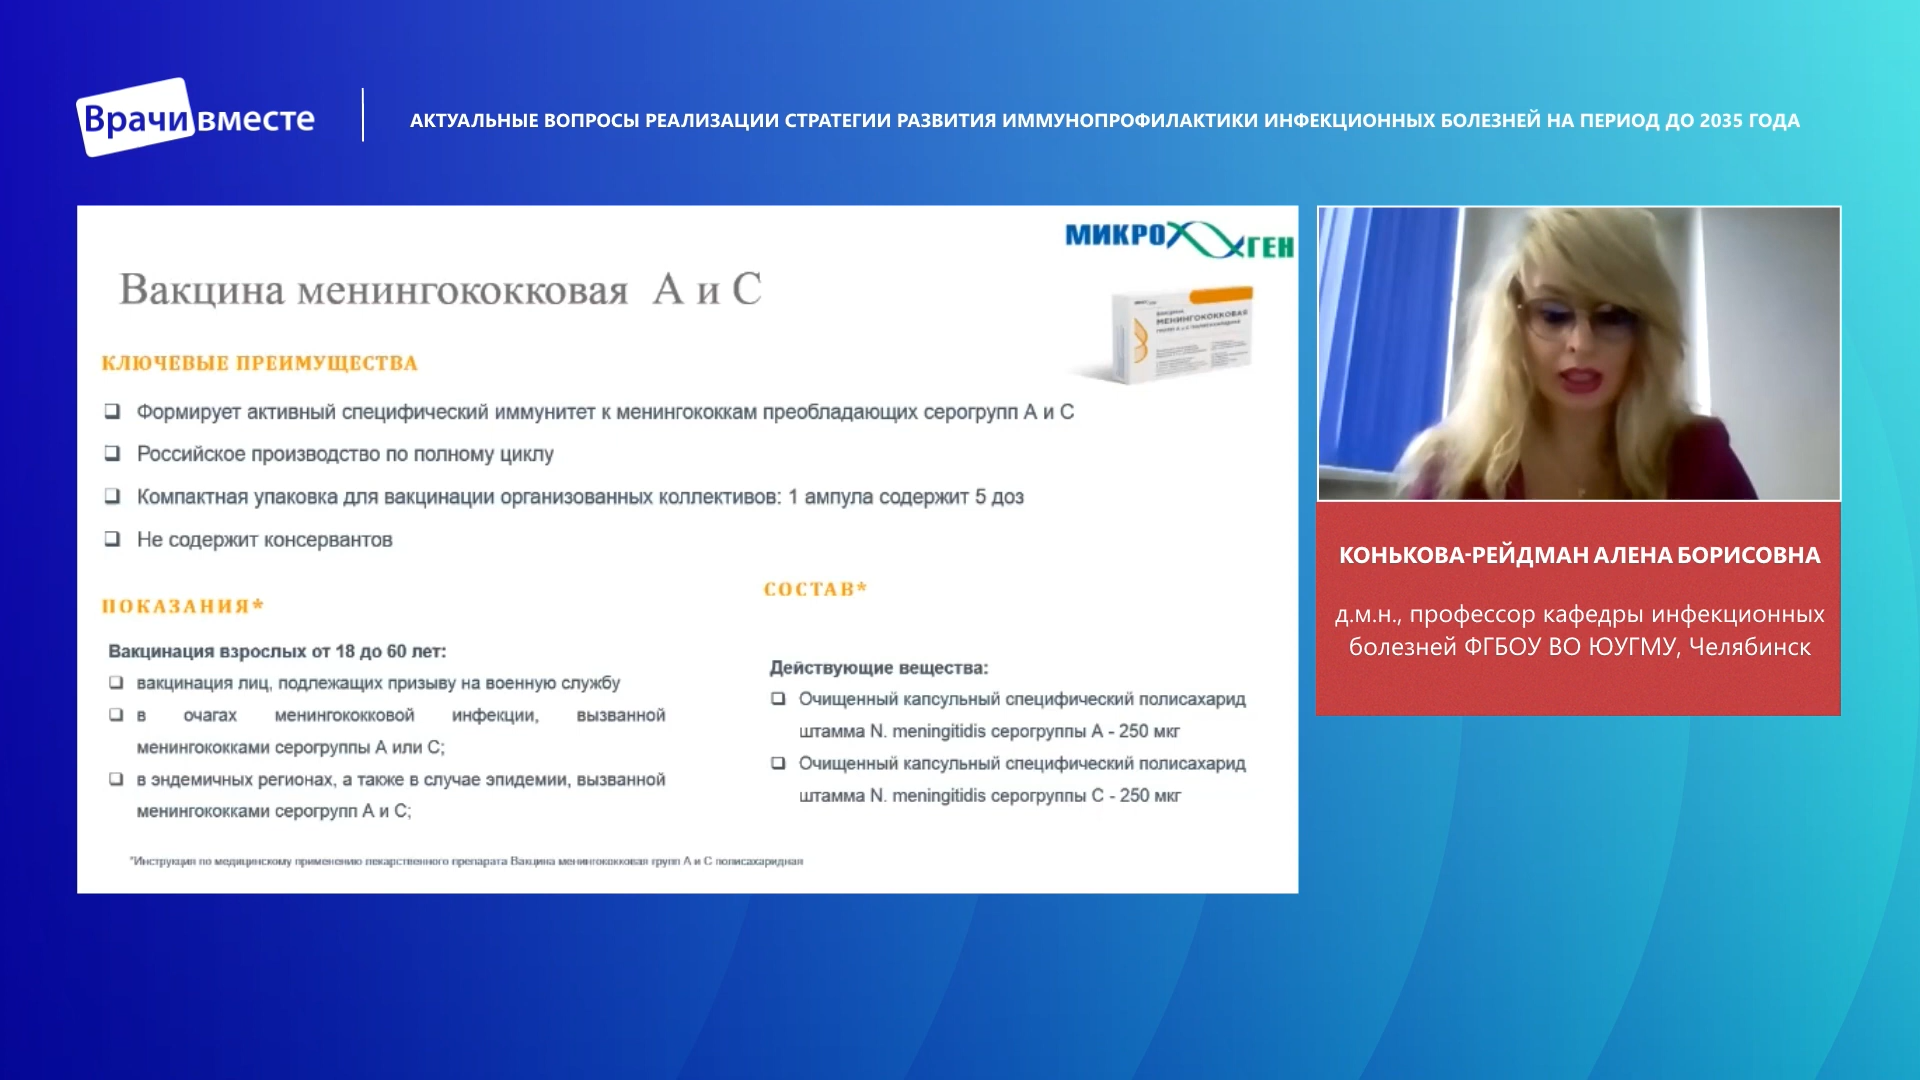 Врачи вместе
АКТУАЛЬНЫЕ ВОПРОСЫ РЕАЛИЗАЦИИ СТРАТЕГИИ РАЗВИТИЯ ИММУНОПРОФИЛАКТИКИ ИНФЕКЦИОННЫХ БОЛЕЗНЕЙ НА ПЕРИОД ДО 2035 ГОДА
МИКРОГЕН
Вакцина менингококковая А и С
ВАКЦИНА
МЕНИНГОКОККОВАЯ
КЛЮЧЕВЫЕ ПРЕИМУЩЕСТВА
Формирует активный специфический иммунитет к менингококкам преобладающих серогрупп А и С
Российское производство по полному циклу
Компактная упаковка для вакцинации организованных коллективов: 1 ампула содержит 5 доз
Не содержит консервантов
ПОКАЗАНИЯ*
Вакцинация взрослых от 18 до 60 лет:
вакцинация лиц, подлежащих призыву на военную службу
в очагах менингококковой инфекции, вызванной
менингококками серогруппы А или С;
в эндемичных регионах, а также в случае эпидемии, вызванной
менингококками серогрупп А и С;
СОСТАВ*
Действующие вещества:
Очищенный капсульный специфический полисахарид
штамма N. meningitidis серогруппы А - 250 мкг
Очищенный капсульный специфический полисахарид
штамма N. meningitidis серогруппы С - 250 мкг
*Инструкция по медицинскому применению лекарственного препарата Вакцина менингококковая групп А и С полисахаридная
КОНЬКОВА-РЕЙДМАН АЛЕНА БОРИСОВНА
д.м.н., профессор кафедры инфекционных
болезней ФГБОУ ВО ЮУГМУ, Челябинск